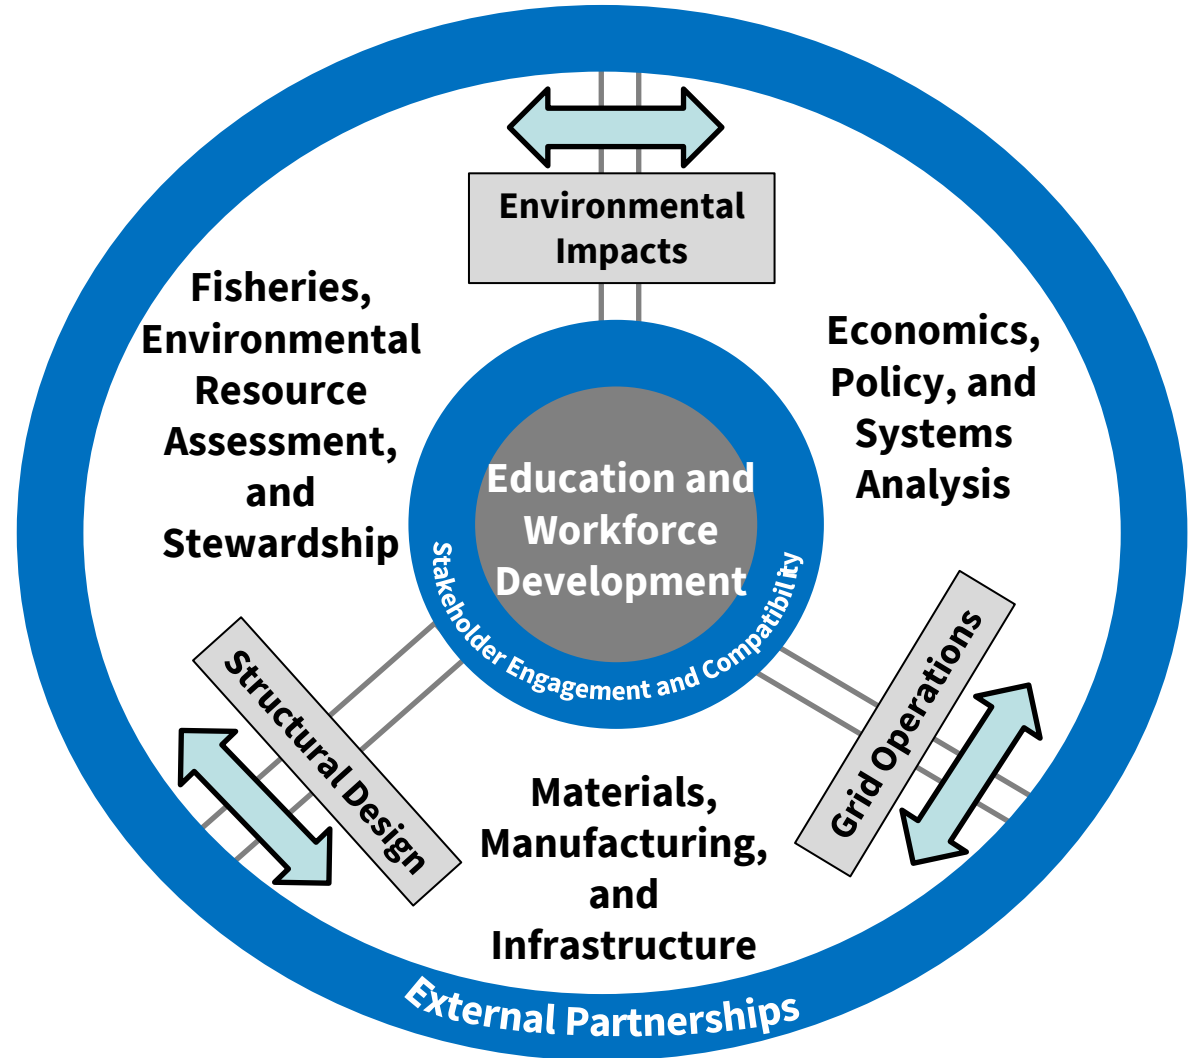 Environmental
Impacts
Fisheries,
Environmental
Resource
Assessment,
and
Stewardship
Economics,
Policy, and
Systems
Analysis
Education and
Workforce
Development
Stakeholder Engagement and Compatibility
Structural Design
Grid Operations
Materials,
Manufacturing,
and
Infrastructure
External Partnerships